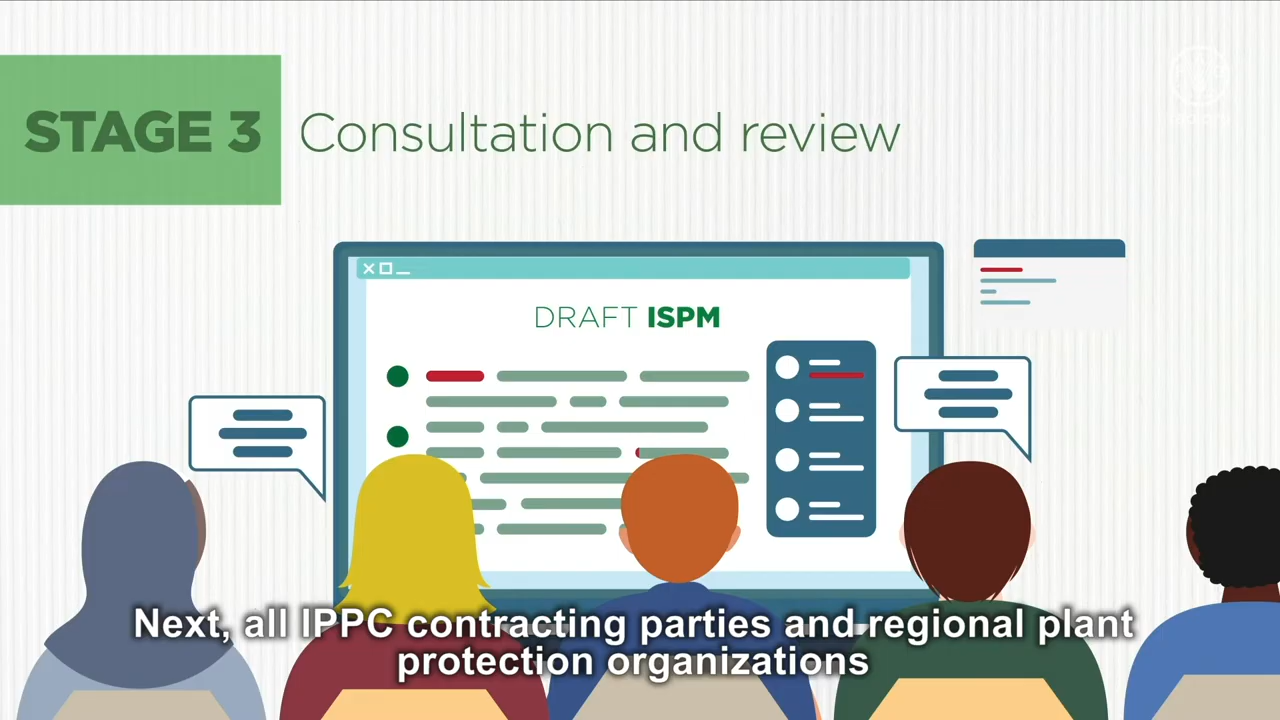 STAGE 3 Consultation and review
DRAFT ISPM
Next, all IPPC contracting parties and regional plant
protection organizations